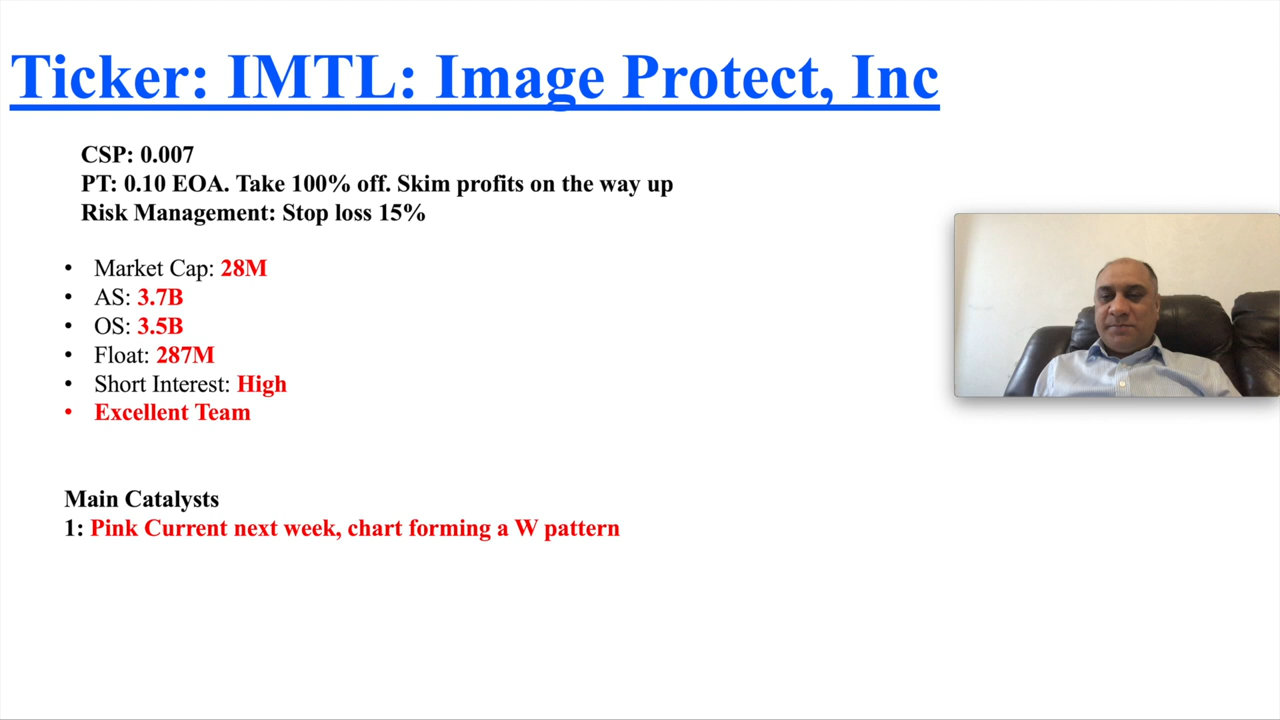 Ticker: IMTL: Image Protect, Inc
CSP: 0.007
PT: 0.10 EOA. Take 100% off. Skim profits on the way up
Risk Management: Stop loss 15%
• Market Cap: 28M
• AS: 3.7B
• OS: 3.5B
• Float: 287M
• Short Interest: High
• Excellent Team
Main Catalysts
1: Pink Current next week, chart forming a W pattern